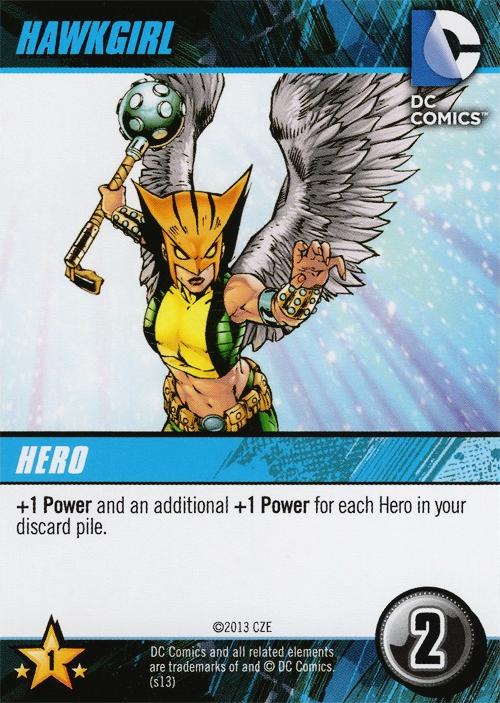 HAWKGIRL
DC
DC
COMICS™
HERO
+1 Power and an additional +1 Power for each Hero in your
discard pile.
©2013 CZE
1
DC Comics and all related elements
are trademarks of and © DC Comics.
(s13)
2